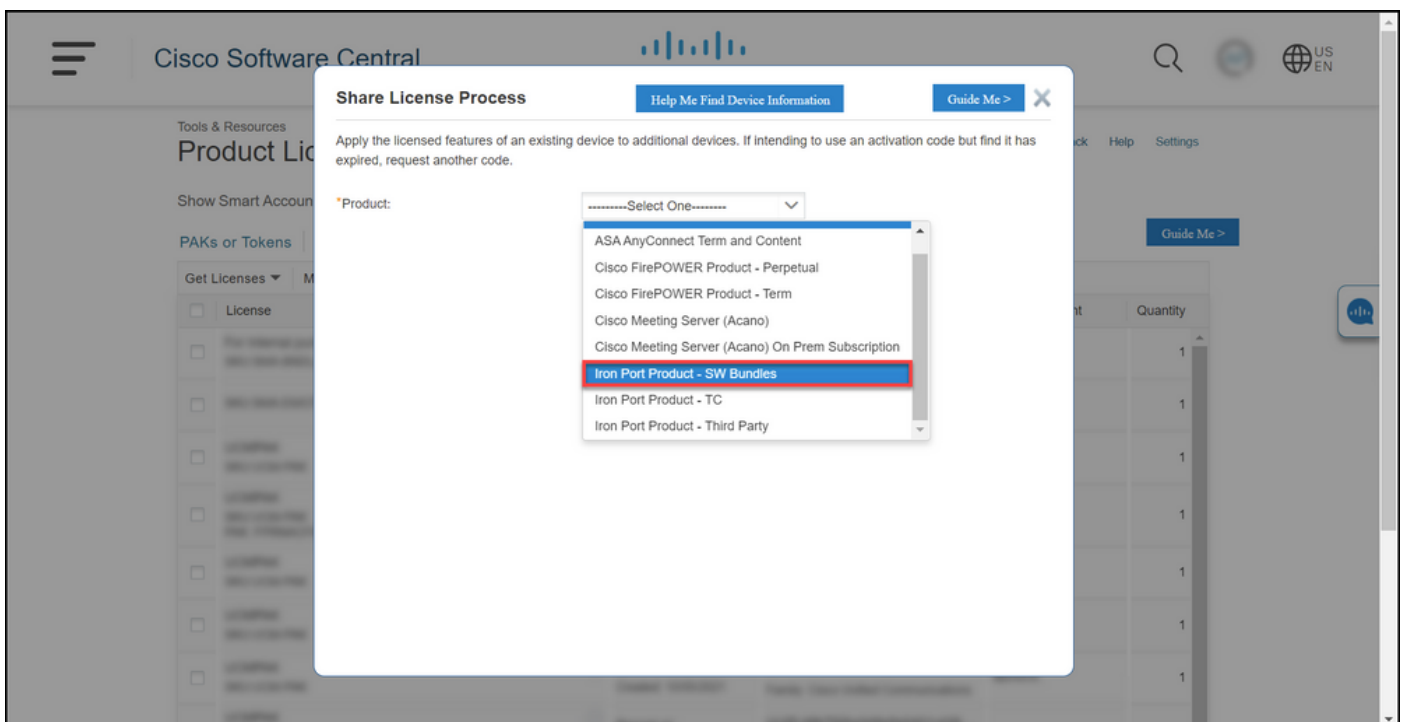 Cisco Software Central
US
EN
Share License Process
Help Me Find Device Information
Guide Me >
Tools & Resources
Product Lic
Apply the licensed features of an existing device to additional devices. If intending to use an activation code but find it has
expired, request another code.
Help
Settings
Show Smart Accoun
*Product:
---------Select One--------
PAKs or Tokens
Guide Me >
ASA AnyConnect Term and Content
Cisco FirePOWER Product - Perpetual
Cisco FirePOWER Product - Term
Cisco Meeting Server (Acano)
Cisco Meeting Server (Acano) On Prem Subscription
Iron Port Product - SW Bundles
Iron Port Product - TC
Iron Port Product - Third Party
Get Licenses
M
License
nt
Quantity
1
1
1
1
1
1
1